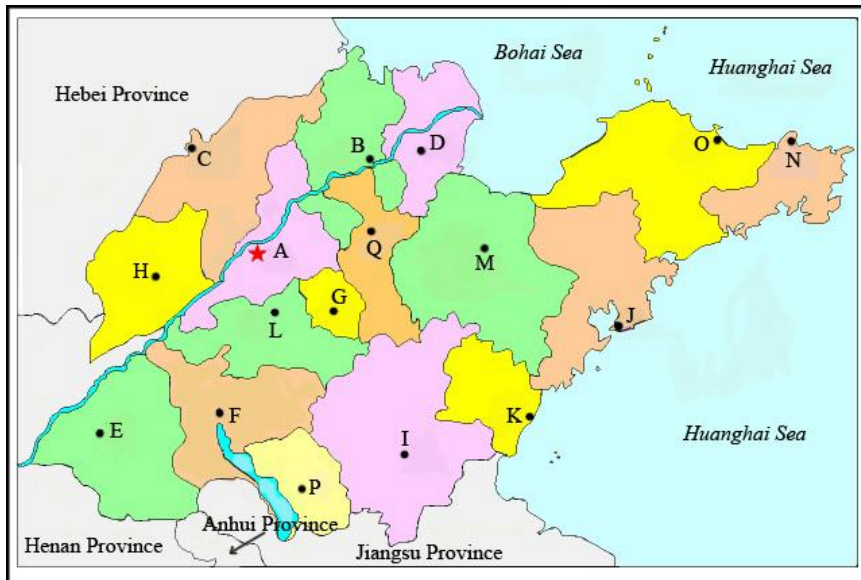 Bohai Sea
Huanghai Sea
Hebei Province
C
B
D
O
N
Q
A
M
H
G
L
J
F
K
E
I
Huanghai Sea
P
Anhui Province
Henan Province
Jiangsu Province